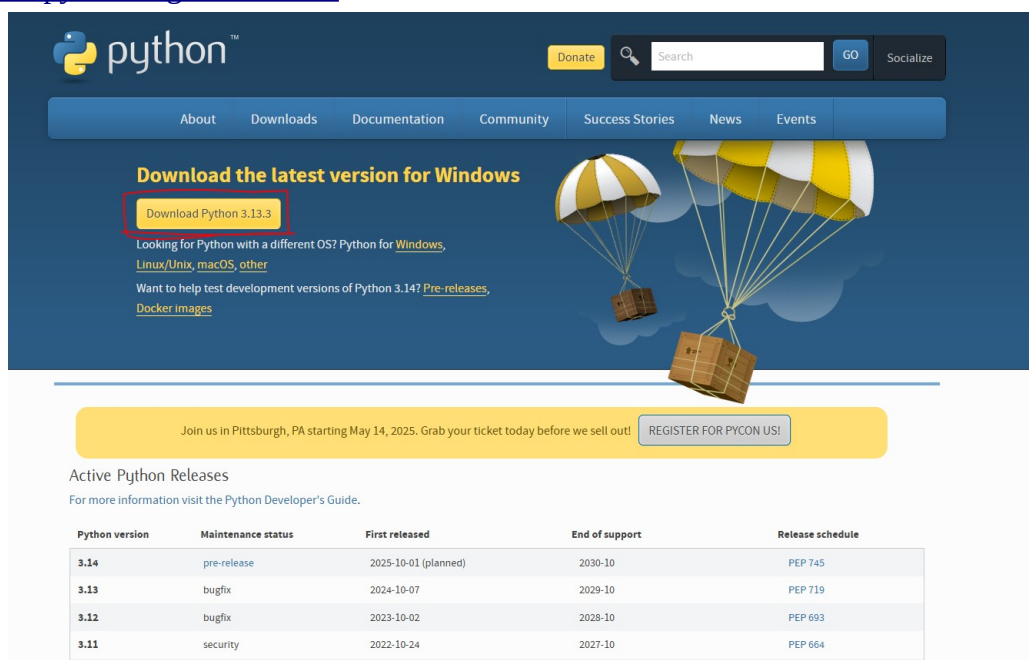 python™
Donate
Search
GO
Socialize
About Downloads Documentation Community Success Stories News Events
Download the latest version for Windows
Download Python 3.13.3
Looking for Python with a different OS? Python for Windows,
Linux/Unix, macOS, other
Want to help test development versions of Python 3.14? Pre-releases,
Docker images
Join us in Pittsburgh, PA starting May 14, 2025. Grab your ticket today before we sell out! REGISTER FOR PYCON US!
Active Python Releases
For more information visit the Python Developer's Guide.
Python version Maintenance status First released End of support Release schedule
3.14 pre-release 2025-10-01 (planned) 2030-10 PEP 745
3.13 bugfix 2024-10-07 2029-10 PEP 719
3.12 bugfix 2023-10-02 2028-10 PEP 693
3.11 security 2022-10-24 2027-10 PEP 664